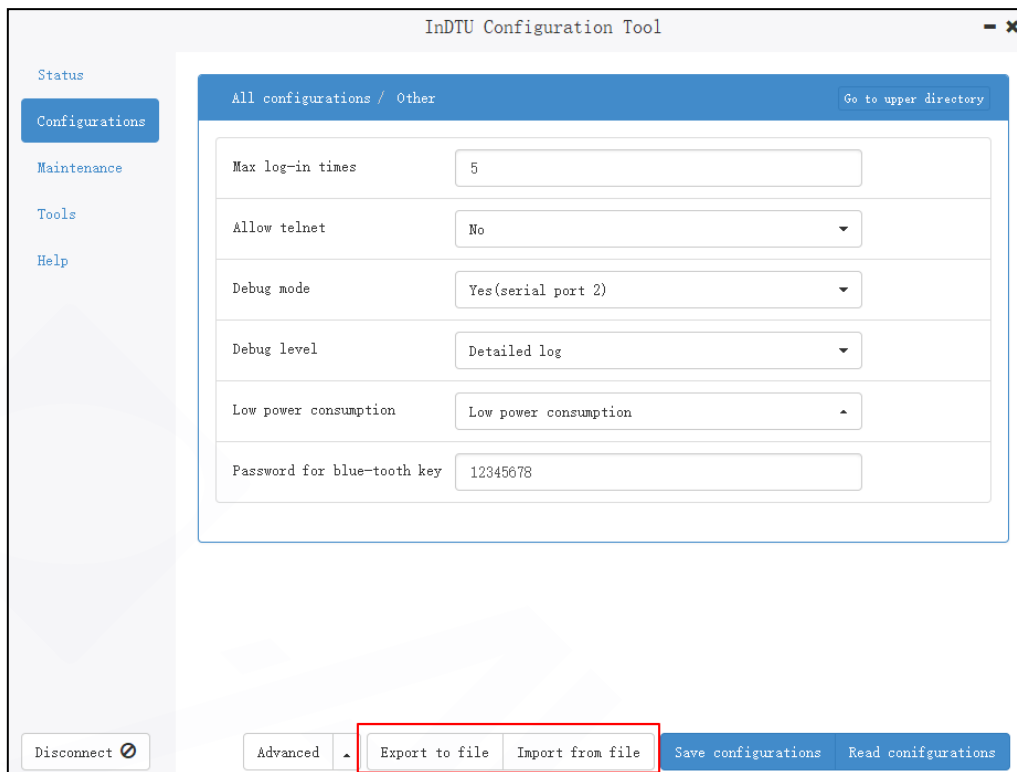 InDTU Configuration Tool
Status
Configurations
Maintenance
Tools
Help
All configurations / Other
Go to upper directory
Max log-in times
5
Allow telnet
No
Debug mode
Yes(serial port 2)
Debug level
Detailed log
Low power consumption
Low power consumption
Password for blue-tooth key
12345678
Disconnect
Advanced
Export to file
Import from file
Save configurations
Read conifgurations